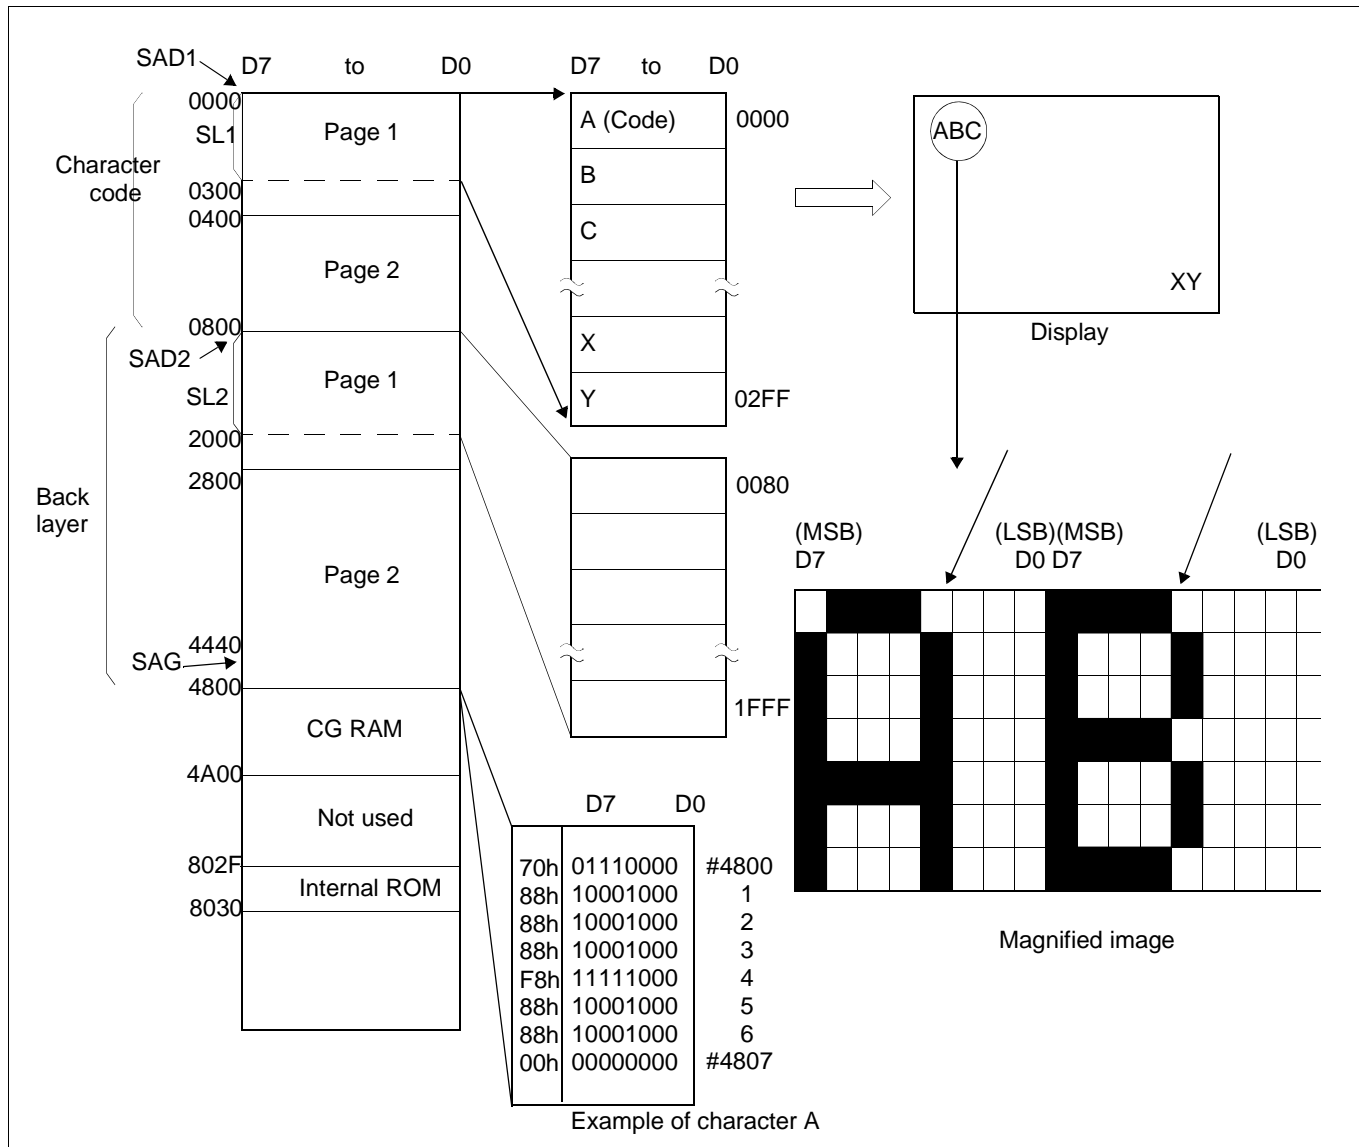 SAD1
D7 to D0
0000
SL1
Page 1
Character
code
0300
0400
Page 2
0800
SAD2
Page 1
SL2
2000
2800
Back
layer
Page 2
4440
SAG
4800
CG RAM
4A00
Not used
802F
Internal ROM
8030
D7 to D0
A (Code) 0000
B
C
X
Y 02FF
0080
1FFF
ABC
XY
Display
(MSB) (LSB)(MSB) (LSB)
D7 D0 D7 D0
Magnified image
D7 D0
70h 01110000 #4800
88h 10001000 1
88h 10001000 2
88h 10001000 3
F8h 11111000 4
88h 10001000 5
88h 10001000 6
00h 00000000 #4807
Example of character A